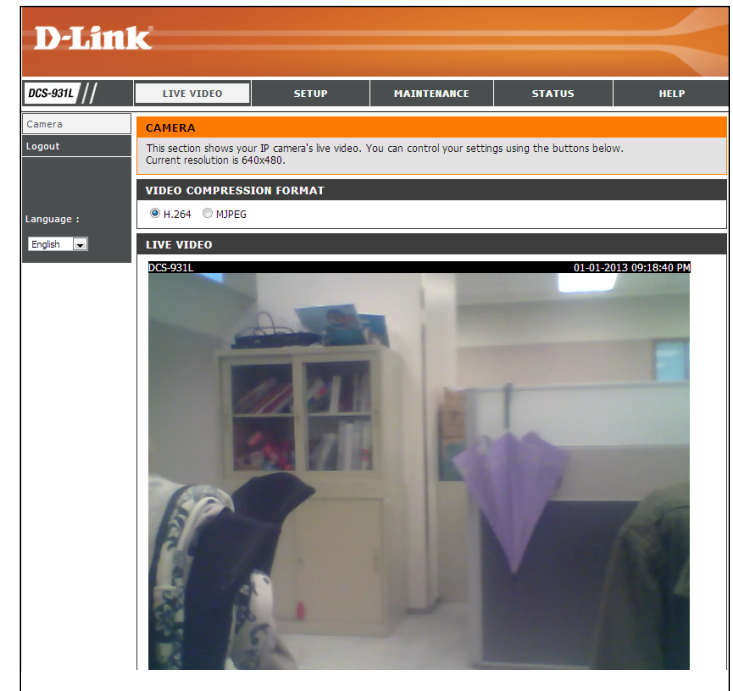 D-Link
DCS-931L // LIVE VIDEO SETUP MAINTENANCE STATUS HELP
Camera
Logout
Language :
English
CAMERA
This section shows your IP camera's live video. You can control your settings using the buttons below.
Current resolution is 640x480.
VIDEO COMPRESSION FORMAT
H.264 MJPEG
LIVE VIDEO
DCS-931L 01-01-2013 09:18:40 PM